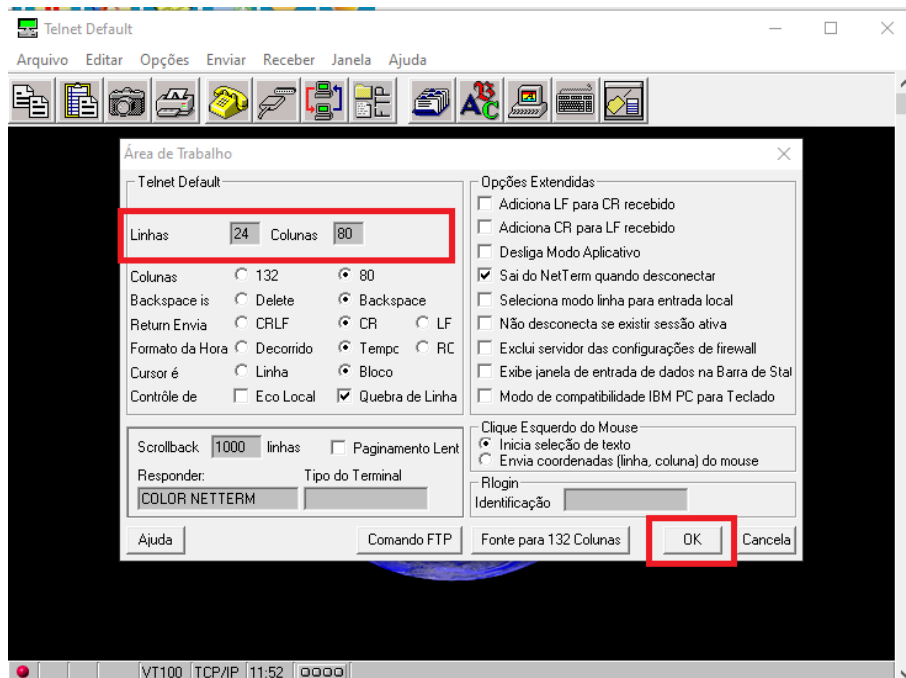 Telnet Default
Arquivo Editar Opções Enviar Receber Janela Ajuda
FTP
ABC
Área de Trabalho
Telnet Default
Linhas 24 Colunas 80
Colunas 132 80
Backspace is Delete Backspace
Return Envia CRLF CR LF
Formato da Hora Decorrido Tempc RC
Cursor é Linha Bloco
Contrôle de Eco Local Quebra de Linha
Scrollback 1000 linhas Paginamento Lent
Responder: Tipo do Terminal
COLOR NETTERM
Opções Extendidas
Adiciona LF para CR recebido
Adiciona CR para LF recebido
Desliga Modo Aplicativo
Sai do NetTerm quando desconectar
Seleciona modo linha para entrada local
Não desconecta se existir sessão ativa
Exclui servidor das configurações de firewall
Exibe janela de entrada de dados na Barra de Stat
Modo de compatibilidade IBM PC para Teclado
Clique Esquerdo do Mouse
Inicia seleção de texto
Envia coordenadas (linha, coluna) do mouse
Rlogin
Identificação
Ajuda Comando FTP Fonte para 132 Colunas OK Cancela
VT100 TCP/IP 11:52